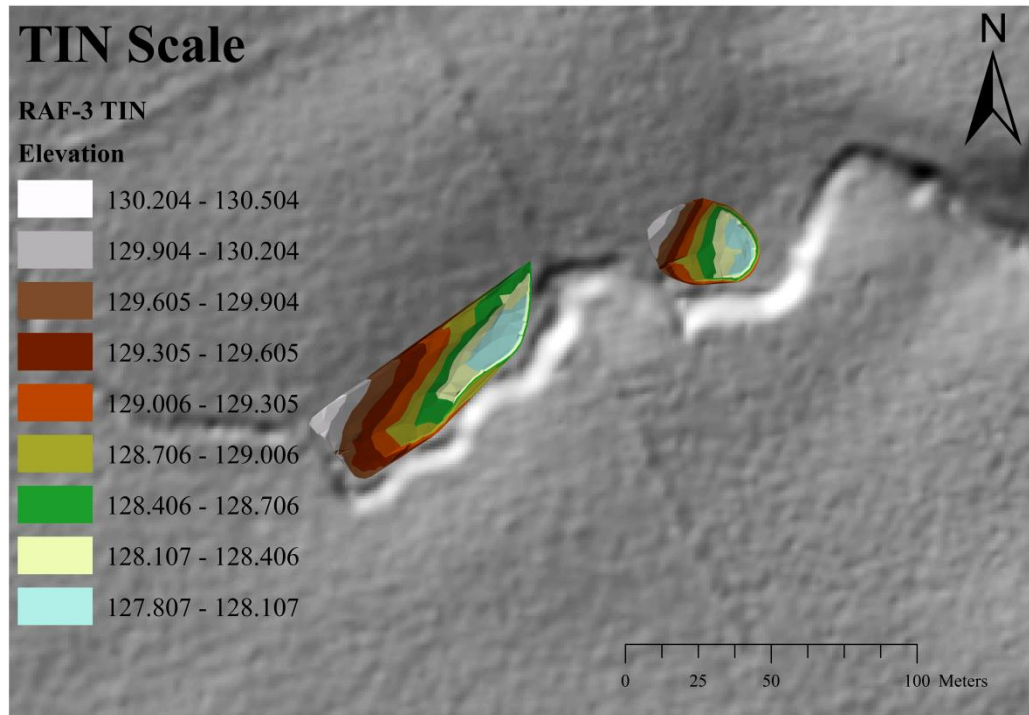 TIN Scale
RAF-3 TIN
Elevation
130.204 - 130.504
129.904 - 130.204
129.605 - 129.904
129.305 - 129.605
129.006 - 129.305
128.706 - 129.006
128.406 - 128.706
128.107 - 128.406
127.807 - 128.107
N
0 25 50 100 Meters